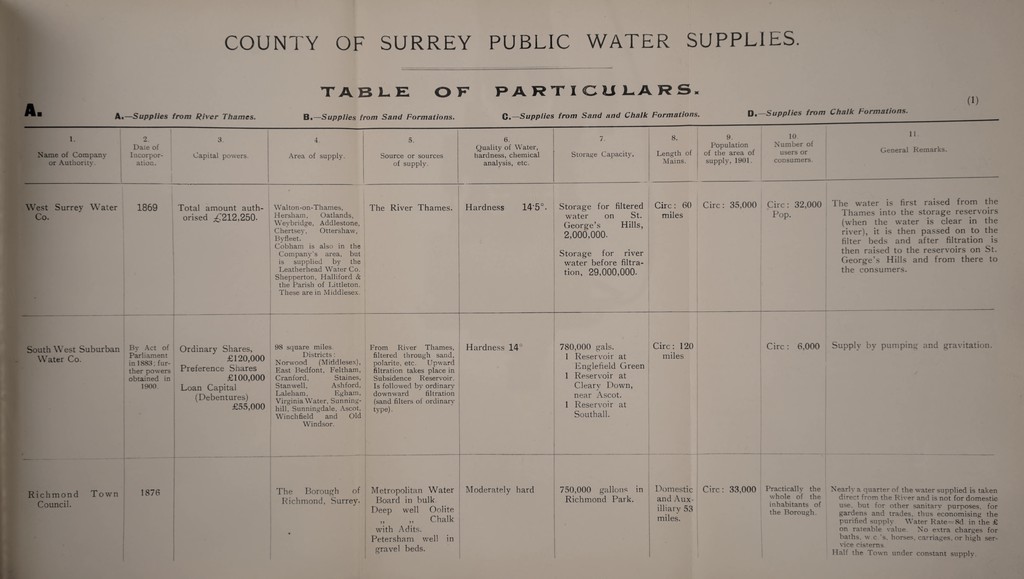 COUNTY OF SURREY PUBLIC WATER SUPPLIES.
TABLE OF PARTICULARS.
(1)
A.
A.—Supplies from River Thames.
B.—Supplies from Sand Formations.
C.—Supplies from Sand and Chalk Formations.
D.—Supplies from Chalk Formations.
1.
Name of Company
or Authority.
2.
Date of
Incorpor-
ation.
3.
Capital powers.
4.
Area of supply.
5.
Source or sources
of supply.
6.
Quality of Water,
hardness, chemical
analysis, etc.
7.
Storage Capacity.
8.
Length of
Mains.
9.
Population
of the area of
supply, 1901.
10.
Number of
users or
consumers.
11.
General Remarks.
West Surrey Water
Co.
1869
Total amount auth-
orised £212,250.
Walton-on-Thames,
Hersham, Oatlands,
Weybridge, Addlestone,
Chertsey, Ottershaw,
Byfleet.
Cobham is also in the
Company's area, but
is supplied by the
Leatherhead Water Co.
Shepperton, Halliford &
the Parish of Littleton.
These are in Middlesex.
The River Thames.
Hardness 14·5°.
Storage for filtered
water on St.
George's Hills,
2,000,000.
Storage for river
water before filtra-
tion, 29,000,000.
Circ: 60
miles
Circ: 35,000
Circ: 32,000
Pop.
The water is first raised from the
Thames into the storage reservoirs
(when the water is clear in the
river), it is then passed on to the
filter beds and after filtration is
then raised to the reservoirs on St.
George's Hills and from there to
the consumers.
South West Suburban
Water Co.
By Act of
Parliament
in 1883; fur-
ther powers
obtained in
1900
Ordinary Shares,
£120,000
Preference Shares
£100,000
Loan Capital
(Debentures)
£55,000
98 square miles.
Districts:
Norwood (Middlesex),
East Bedfont, Feltham,
Cranford, Staines,
Stanwell, Ashford,
Laleham, Egham,
Virginia Water, Sunning-
hill, Sunningdale, Ascot,
Winchfield and Old
Windsor.
From River Thames,
filtered through sand,
polarite, etc. Upward
filtration takes place in
Subsidence Reservoir.
Is followed by ordinary
downward filtration
(sand filters of ordinary
type).
Hardness 14°
780,000 gals.
1 Reservoir at
Englefield Green
1 Reservoir at
Cleary Down,
near Ascot.
1 Reservoir at
Southall.
Circ: 120
miles
Circ: 6,000
Supply by pumping and gravitation.
Richmond Town
Council.
1876
The Borough of
Richmond, Surrey.
Metropolitan Water
Board in bulk
Deep well Oolite
,, ,, Chalk
with Adits.
Petersham well in
gravel beds.
Moderately hard
750,000 gallons in
Richmond Park.
Domestic
and Aux-
illiary 53
miles.
Circ: 33,000
Practically the
whole of the
inhabitants of
the Borough.
Nearly a quarter of the water supplied is taken
direct from the River and is not for domestic
use, but for other sanitary purposes, for
gardens and trades, thus economising the
purified supply. Water Rate—8d. in the £
on rateable value. No extra charges for
baths, w.c.'s, horses, carriages, or high ser-
vice cisterns.
Half the Town under constant supply.